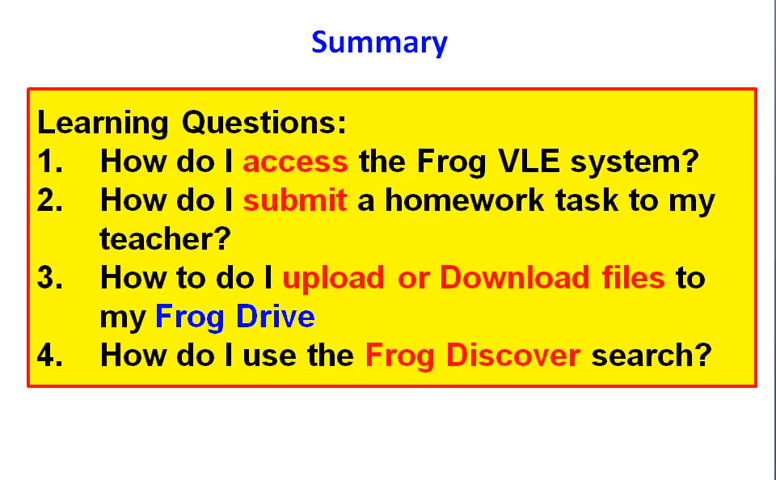 Summary
Learning Questions:
1. How do I access the Frog VLE system?
2. How do I submit a homework task to my
teacher?
3. How to do I upload or Download files to
my Frog Drive
4. How do I use the Frog Discover search?